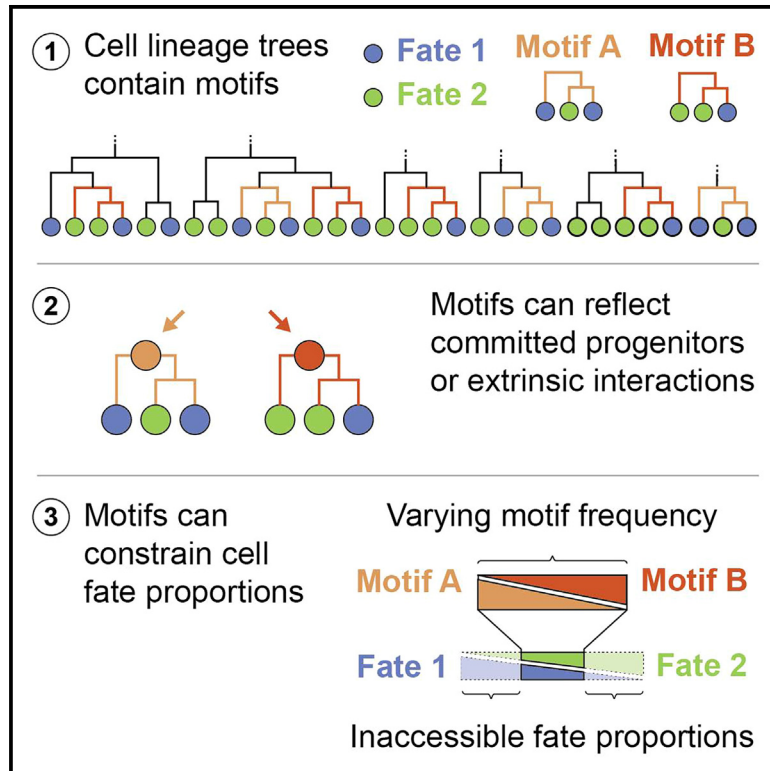 1 Cell lineage trees
contain motifs
Fate 1
Fate 2
Motif A
Motif B
2
Motifs can reflect
committed progenitors
or extrinsic interactions
3 Motifs can
constrain cell
fate proportions
Varying motif frequency
Motif A
Motif B
Fate 1
Fate 2
Inaccessible fate proportions